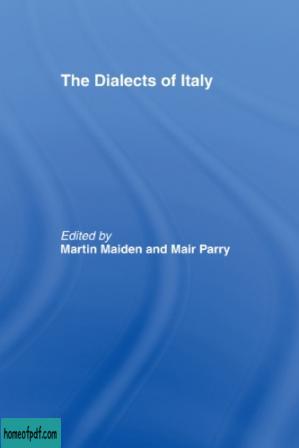 The Dialects of Italy
Edited by
Martin Maiden and Mair Parry
homeofpdf.com